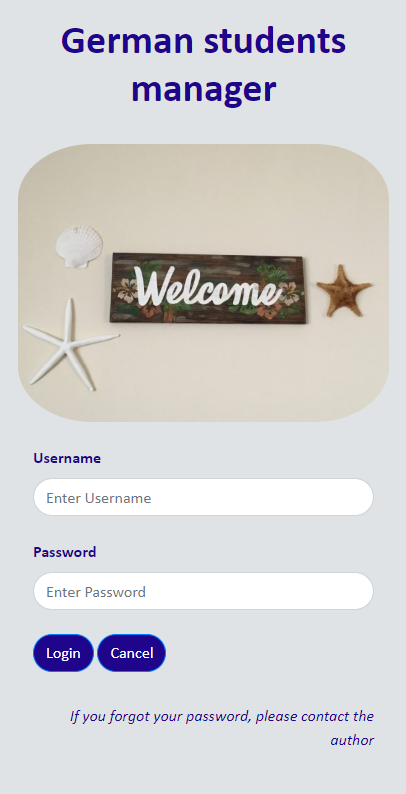 German students
manager
Welcome
Username
Enter Username
Password
Enter Password
Login Cancel
If you forgot your password, please contact the
author